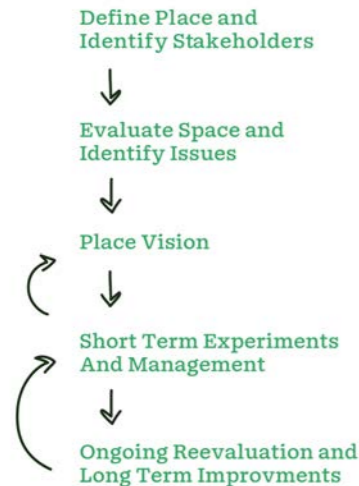 Define Place and
Identify Stakeholders
Evaluate Space and
Identify Issues
Place Vision
Short Term Experiments
And Management
Ongoing Reevaluation and
Long Term Improvments